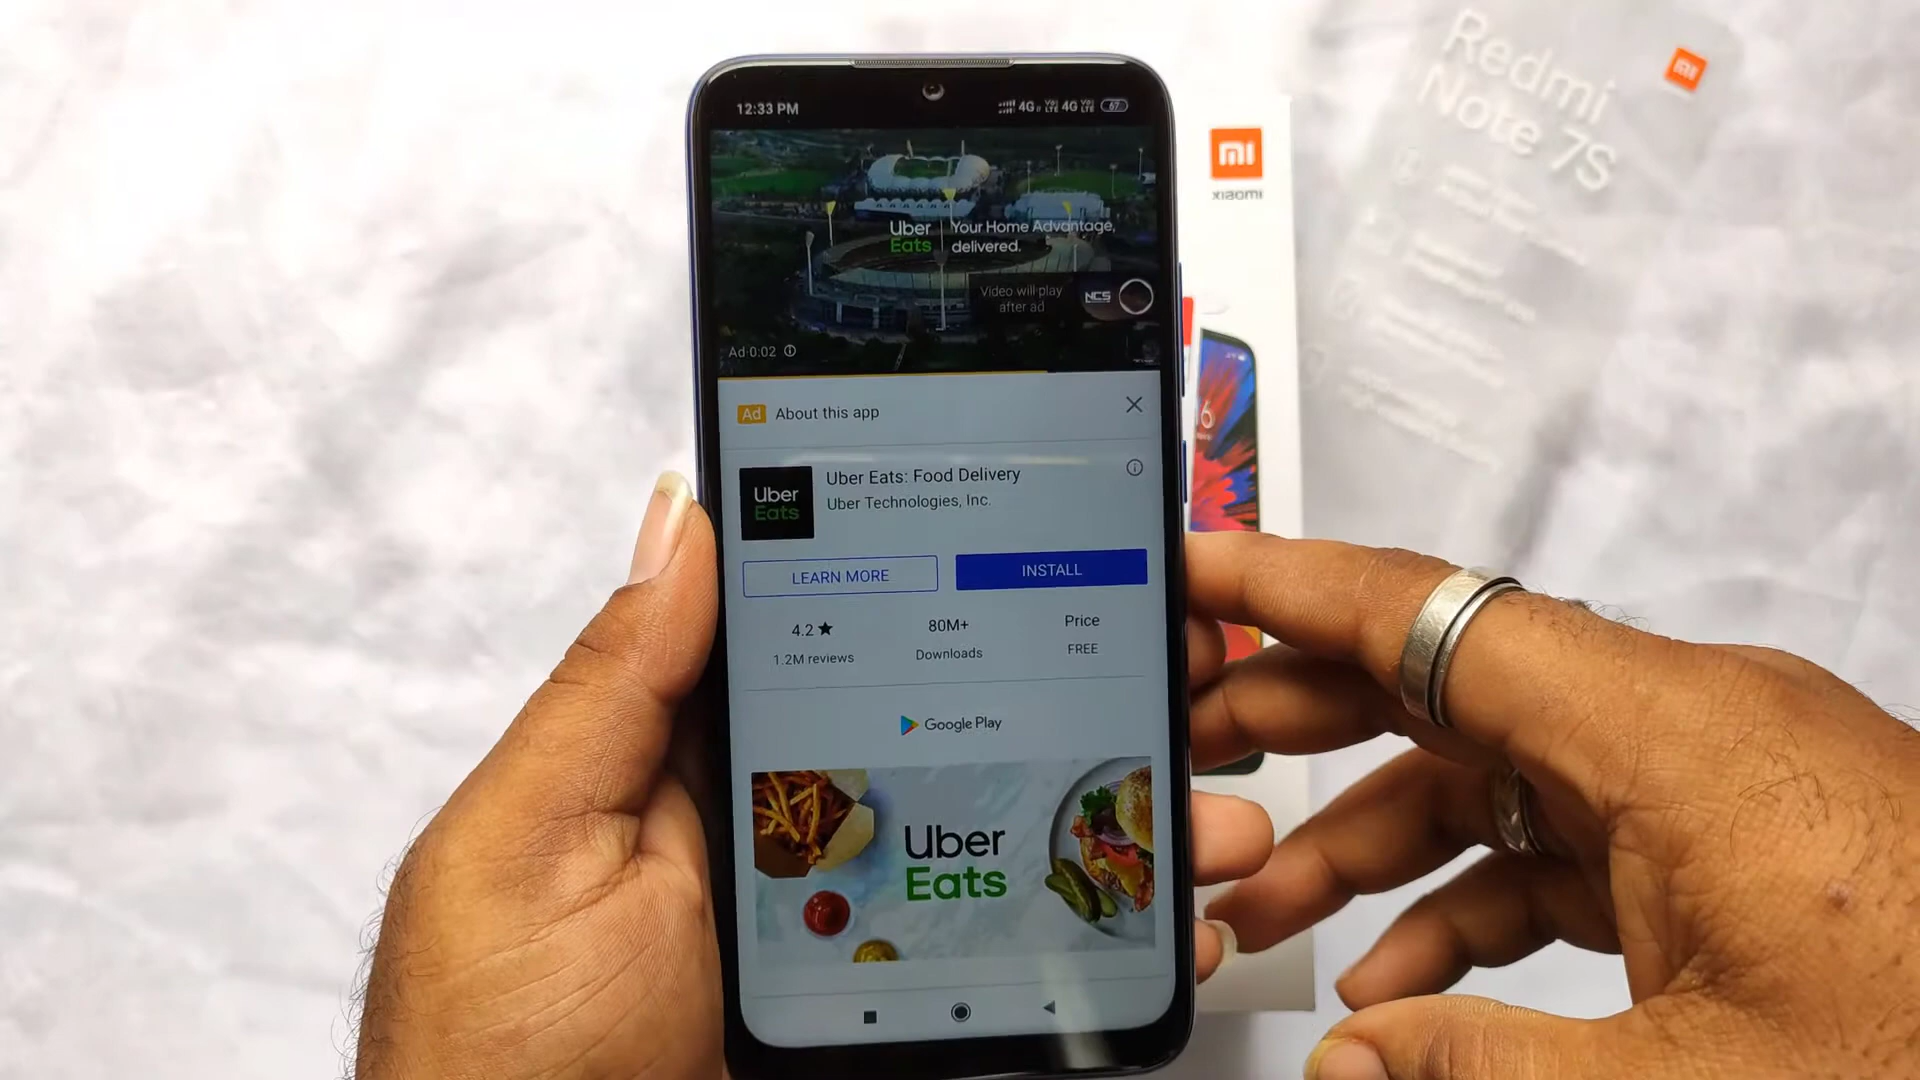 12:33 PM
4G 4G 67
Uber
Eats
Your Home Advantage,
delivered.
Video will play
after ad
NCS
Ad 0:02
Ad About this app
Uber
Eats
Uber Eats: Food Delivery
Uber Technologies, Inc.
LEARN MORE
INSTALL
4.2 ★
1.2M reviews
80M+
Downloads
Price
FREE
Google Play
Uber
Eats
mi
xiaomi
Redmi
Note 7S
mi